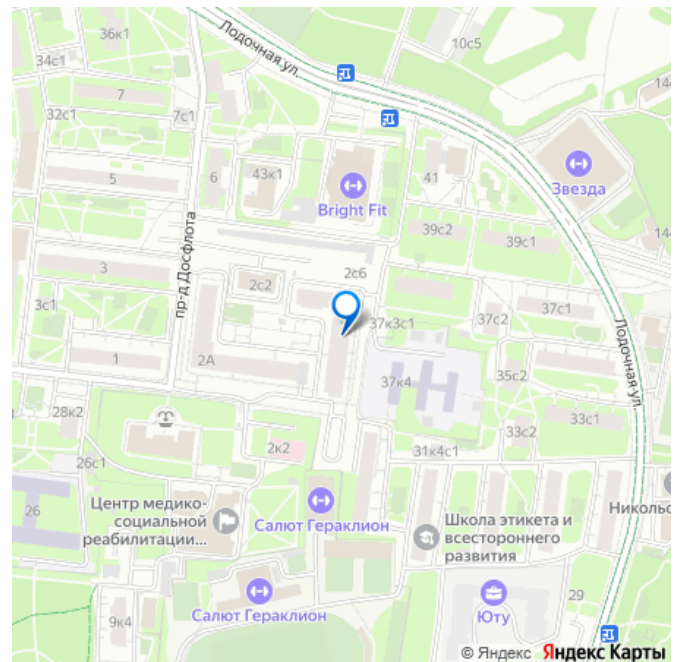 36к1
Лодочная ул.
10с5
34с1
7
14
32с1
7с1
43к1
41
Звезда
5
6
Bright Fit
39с2
39с1
14
пр-д Досфлота
3
2с2
2с6
3с1
37с1
37к3с1
37с2
Лодочная ул.
1
2А
37к4
35с2
28к2
33с1
33с2
2к2
31к4с1
26с1
26
Центр медико-
социальной
реабилитации...
Салют Гераклион
Школа этикета и
всестороннего
развития
Никольс
Салют Гераклион
Юту
29
9к4
© Яндекс Яндекс Карты